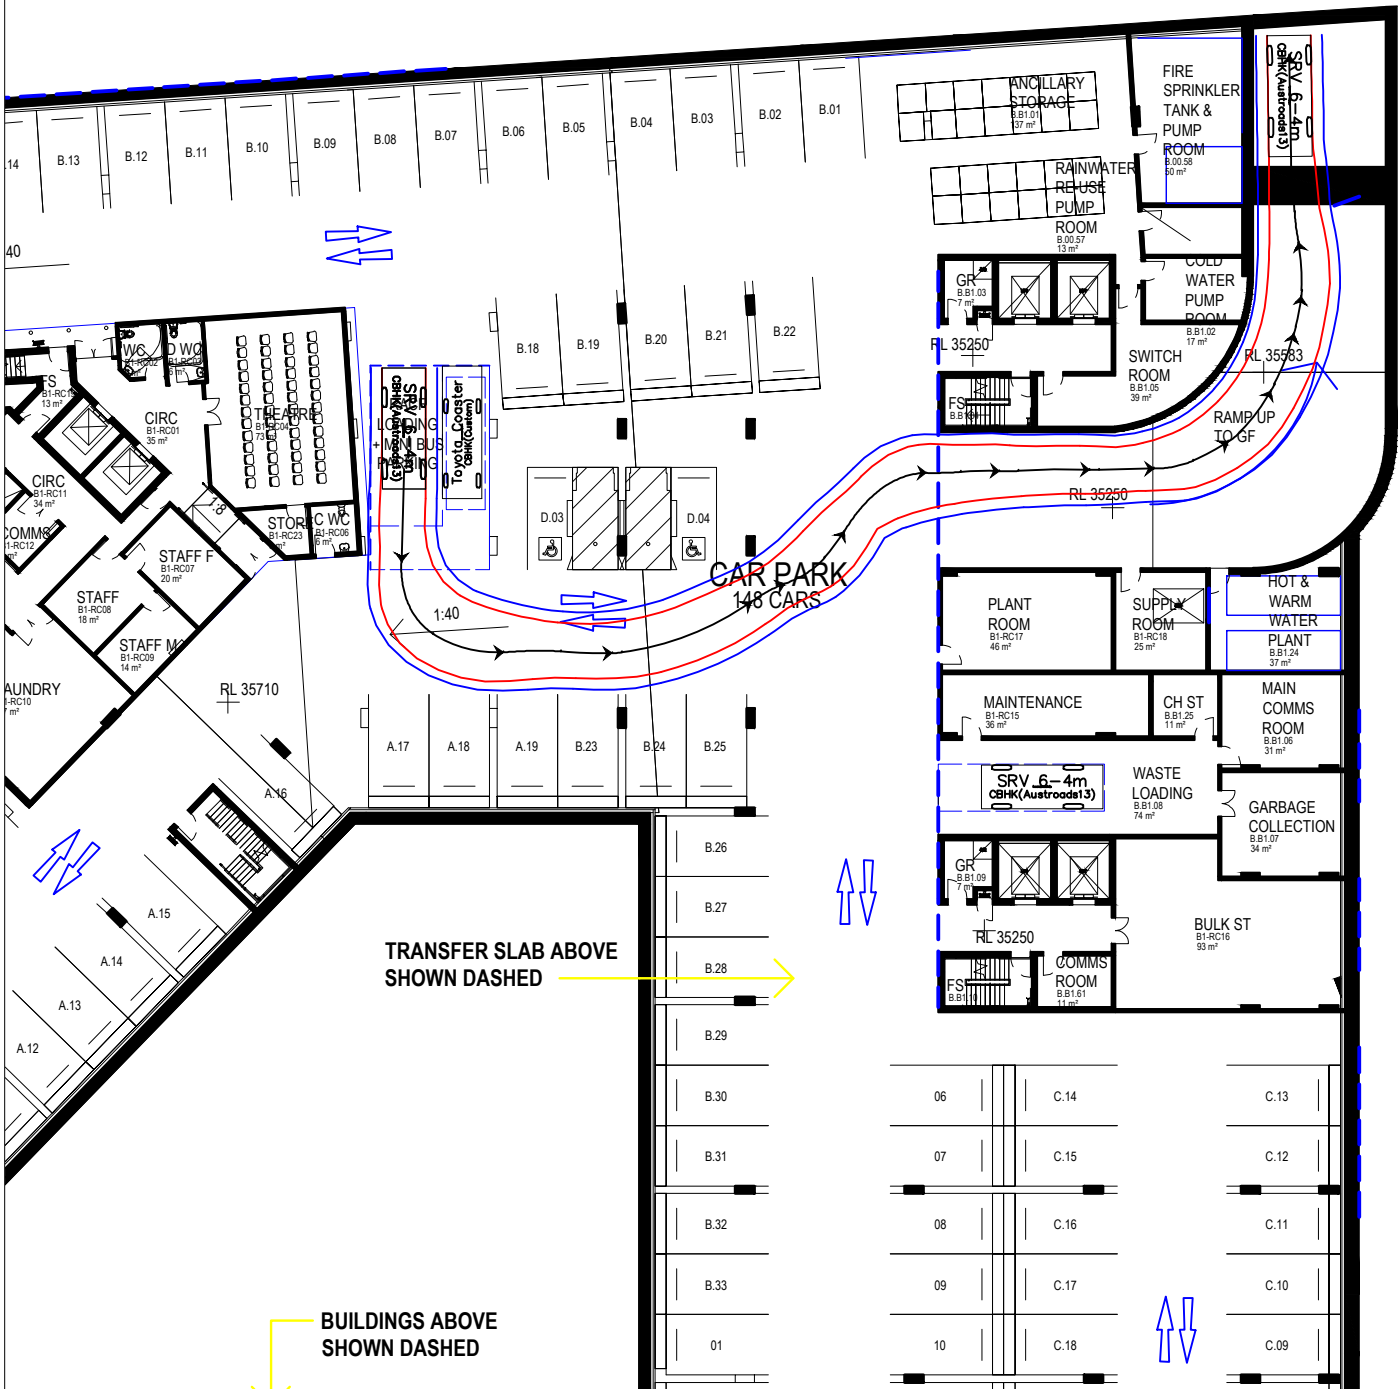 FIRE
SPRINKLER
TANK &
PUMP
ROOM
B.00.58
50 m²
SRV 6-4m
CBHK(Austroads13)
ANCILLARY
STORAGE
B.B1.01
137 m²
.14
B.13
B.12
B.11
B.10
B.09
B.08
B.07
B.06
B.05
B.04
B.03
B.02
B.01
RAINWATER
RE-USE
PUMP
ROOM
B.00.57
13 m²
40
COLD
WATER
PUMP
ROOM
B.B1.02
17 m²
GR
B.B1.03
7 m²
RL 35250
SWITCH
ROOM
B.B1.05
39 m²
RL 35583
RAMP UP
TO GF
FS
B.18
B.19
B.20
B.21
B.22
WC
D WC
FS
13 m²
CIRC
B1-RC01
35 m²
THEATRE
B1-RC04
SRV 6-4m
CBHK(Austroads13)
LOADING
+ MINI BUS
PARKING
Toyota Coaster
CBHK(Custom)
CIRC
B1-RC11
34 m²
1:8
COMMS
STORE
B1-RC23
C WC
B1-RC06
6 m²
STAFF F
B1-RC07
20 m²
STAFF
B1-RC08
18 m²
STAFF M
B1-RC09
14 m²
D.03
D.04
RL 35250
CAR PARK
148 CARS
1:40
PLANT
ROOM
B1-RC17
46 m²
SUPPLY
ROOM
B1-RC18
25 m²
HOT &
WARM
WATER
PLANT
B.B1.24
37 m²
AUNDRY
RL 35710
MAINTENANCE
B1-RC15
36 m²
CH ST
B.B1.25
11 m²
MAIN
COMMS
ROOM
B.B1.06
31 m²
A.17
A.18
A.19
B.23
B.24
B.25
A.16
SRV 6-4m
CBHK(Austroads13)
WASTE
LOADING
B.B1.08
74 m²
GARBAGE
COLLECTION
B.B1.07
34 m²
B.26
B.27
B.28
B.29
B.30
B.31
B.32
B.33
01
GR
B.B1.09
7 m²
RL 35250
BULK ST
B1-RC16
93 m²
FS
B.B1.10
COMMS
ROOM
B.B1.61
11 m²
A.15
A.14
A.13
A.12
TRANSFER SLAB ABOVE
SHOWN DASHED
06
C.14
C.13
07
C.15
C.12
08
C.16
C.11
09
C.17
C.10
10
C.18
C.09
BUILDINGS ABOVE
SHOWN DASHED